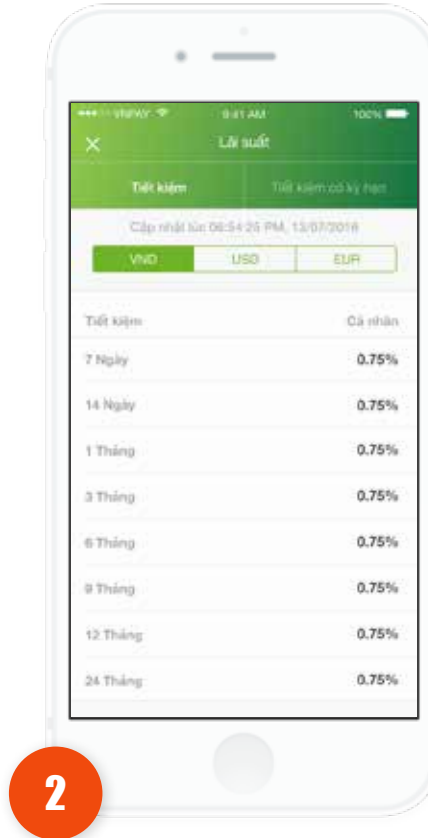 VNPAY 9:41 AM 100%
Lãi suất
Tiết kiệm Tiết kiệm có kỳ hạn
Cập nhật lúc 06:54:25 PM, 13/07/2016
VND USD EUR
Tiết kiệm Cá nhân
7 Ngày 0.75%
14 Ngày 0.75%
1 Tháng 0.75%
3 Tháng 0.75%
6 Tháng 0.75%
9 Tháng 0.75%
12 Tháng 0.75%
24 Tháng 0.75%
2